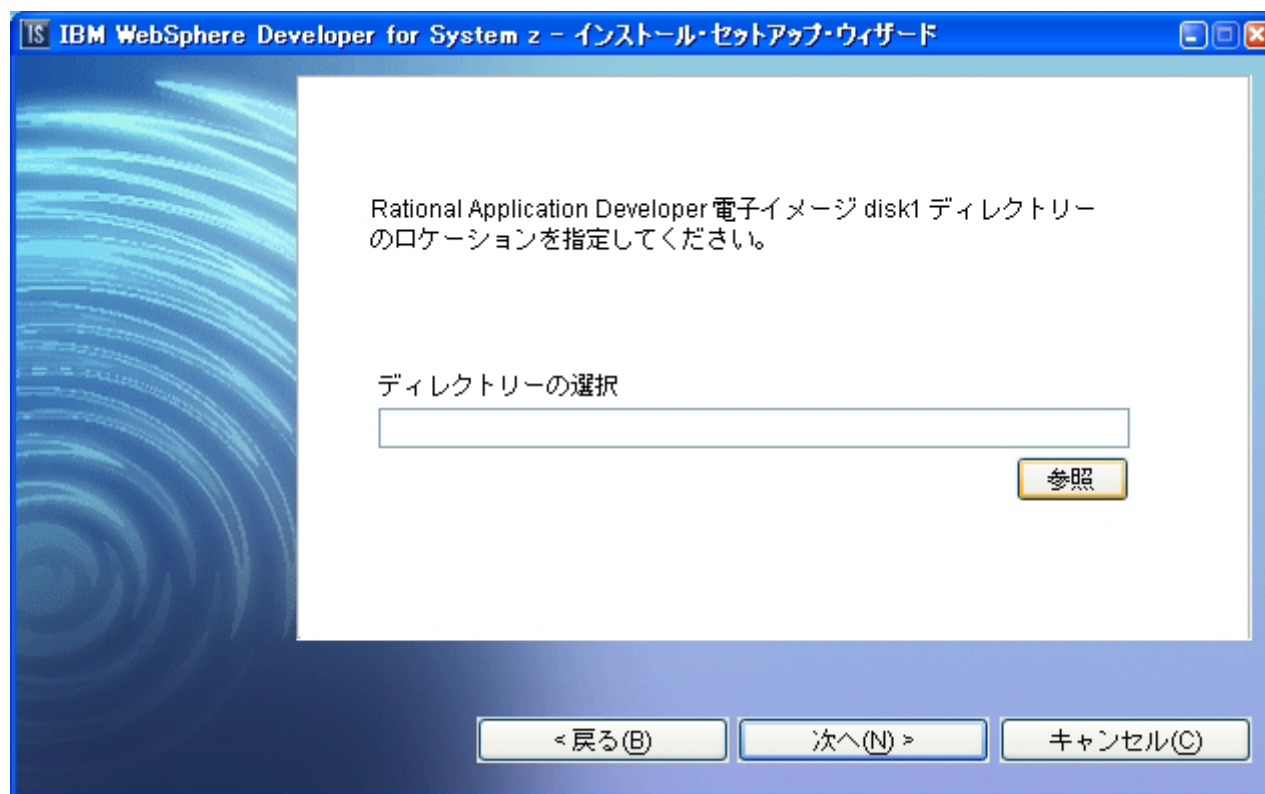 IS IBM WebSphere Developer for System z - インストール・セットアップ・ウィザード
Rational Application Developer 電子イメージ disk1 ディレクトリー
のロケーションを指定してください。
ディレクトリーの選択
参照
< 戻る(B)
次へ(N) >
キャンセル(C)